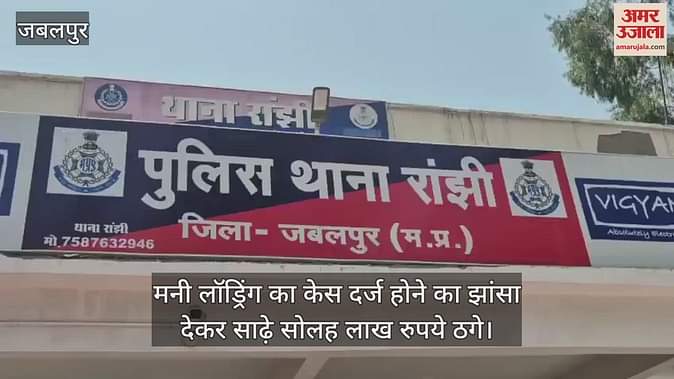 जबलपुर
अमर उजाला
amarujala.com
थाना रांझी
पुलिस थाना रांझी
थाना रांझी
मो.7587632946
जिला- जबलपुर (म.प्र.)
VIGYAN
मनी लॉड्रिंग का केस दर्ज होने का झांसा
देकर साढ़े सोलह लाख रुपये ठगे।